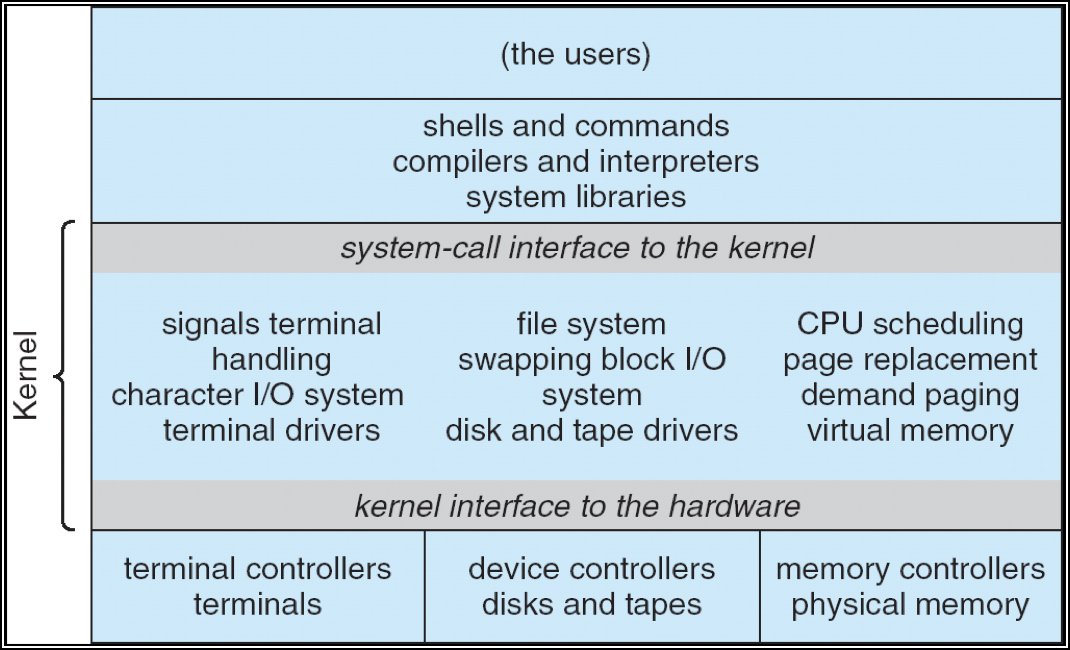 (the users)
shells and commands
compilers and interpreters
system libraries
Kernel
system-call interface to the kernel
signals terminal
handling
character I/O system
terminal drivers
file system
swapping block I/O
system
disk and tape drivers
CPU scheduling
page replacement
demand paging
virtual memory
kernel interface to the hardware
terminal controllers
terminals
device controllers
disks and tapes
memory controllers
physical memory